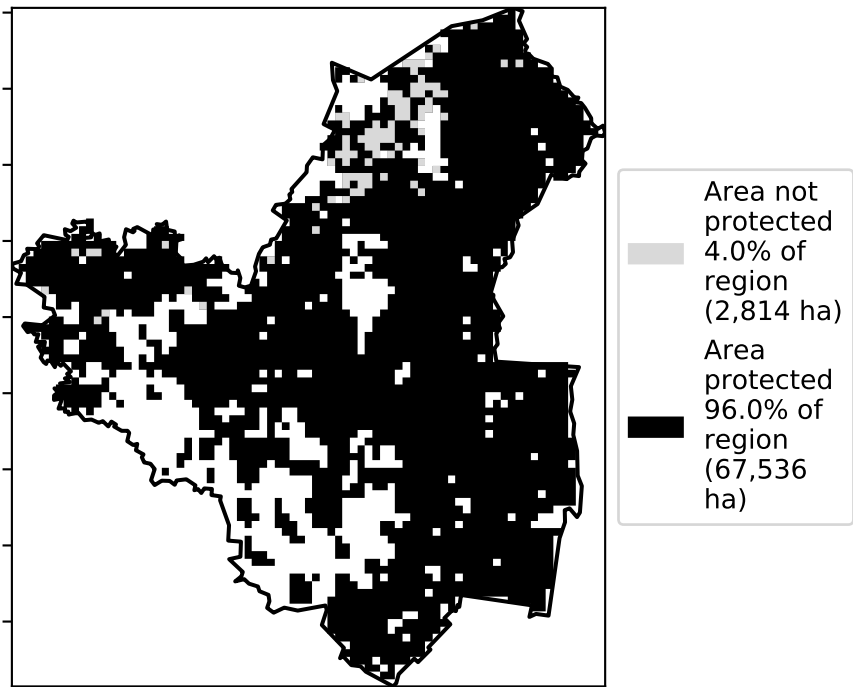 Area not
protected
4.0% of
region
(2,814 ha)
Area
protected
96.0% of
region
(67,536
ha)